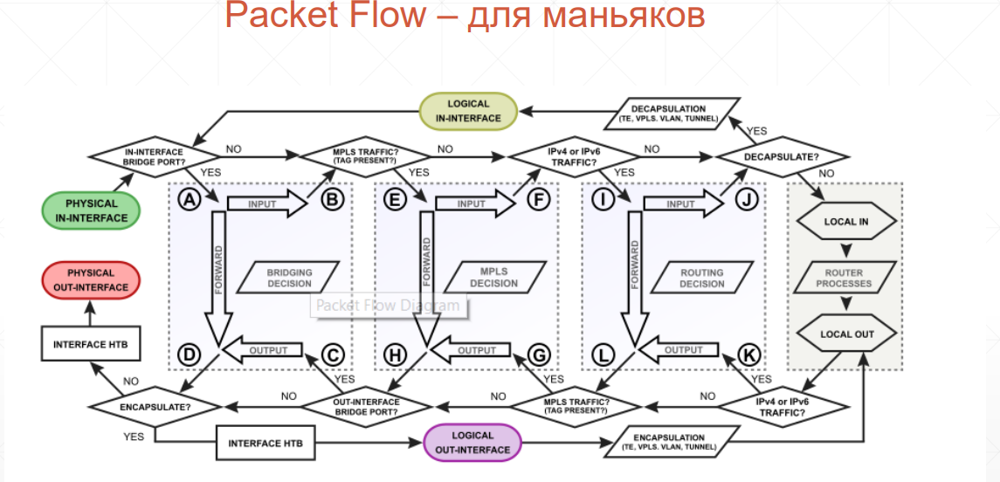 Packet Flow – для маньяков
LOGICAL
IN-INTERFACE
DECAPSULATION
(TE, VPLS. VLAN, TUNNEL)
YES
IN-INTERFACE
BRIDGE PORT?
NO
YES
MPLS TRAFFIC?
(TAG PRESENT?)
NO
YES
IPv4 or IPv6
TRAFFIC?
NO
YES
DECAPSULATE?
NO
PHYSICAL
IN-INTERFACE
A
INPUT
B
E
INPUT
F
I
INPUT
J
LOCAL IN
FORWARD
FORWARD
FORWARD
PHYSICAL
OUT-INTERFACE
BRIDGING
DECISION
MPLS
DECISION
ROUTING
DECISION
ROUTER
PROCESSES
Packet Flow Diagram
INTERFACE HTB
LOCAL OUT
D
OUTPUT
C
H
OUTPUT
G
L
OUTPUT
K
NO
YES
YES
YES
ENCAPSULATE?
NO
OUT-INTERFACE
BRIDGE PORT?
NO
MPLS TRAFFIC?
(TAG PRESENT?)
NO
IPv4 or IPv6
TRAFFIC?
YES
INTERFACE HTB
LOGICAL
OUT-INTERFACE
ENCAPSULATION
(TE, VPLS. VLAN, TUNNEL)